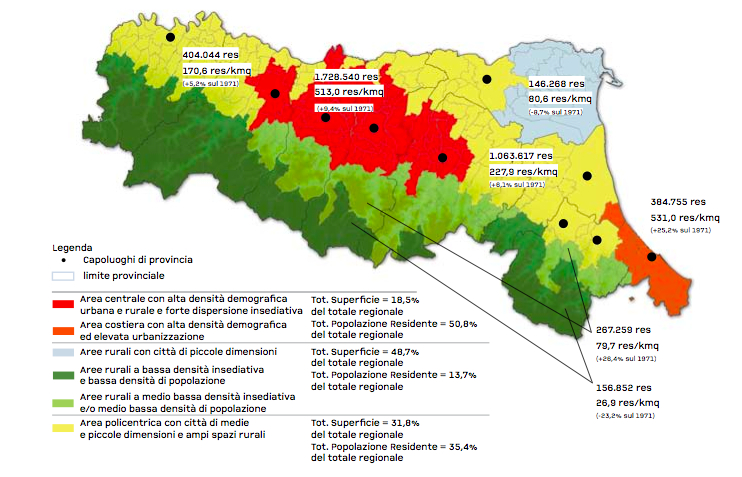 404.044 res
170,6 res/kmq
(+5,2% sul 1971)
1.728.540 res
513,0 res/kmq
(+9,4% sul 1971)
146.268 res
80,6 res/kmq
(-8,7% sul 1971)
1.063.617 res
227,9 res/kmq
(+6,1% sul 1971)
384.755 res
531,0 res/kmq
(+25,2% sul 1971)
267.259 res
79,7 res/kmq
(+26,4% sul 1971)
156.852 res
26,9 res/kmq
(-23,2% sul 1971)
Legenda
Capoluoghi di provincia
limite provinciale
Area centrale con alta densità demografica
urbana e rurale e forte dispersione insediativa
Area costiera con alta densità demografica
ed elevata urbanizzazione
Tot. Superficie = 18,5%
del totale regionale
Tot. Popolazione Residente = 50,8%
del totale regionale
Aree rurali con città di piccole dimensioni
Aree rurali a bassa densità insediativa
e bassa densità di popolazione
Aree rurali a medio bassa densità insediativa
e/o medio bassa densità di popolazione
Tot. Superficie = 48,7%
del totale regionale
Tot. Popolazione Residente = 13,7%
del totale regionale
Area policentrica con città di medie
e piccole dimensioni e ampi spazi rurali
Tot. Superficie = 31,8%
del totale regionale
Tot. Popolazione Residente = 35,4%
del totale regionale